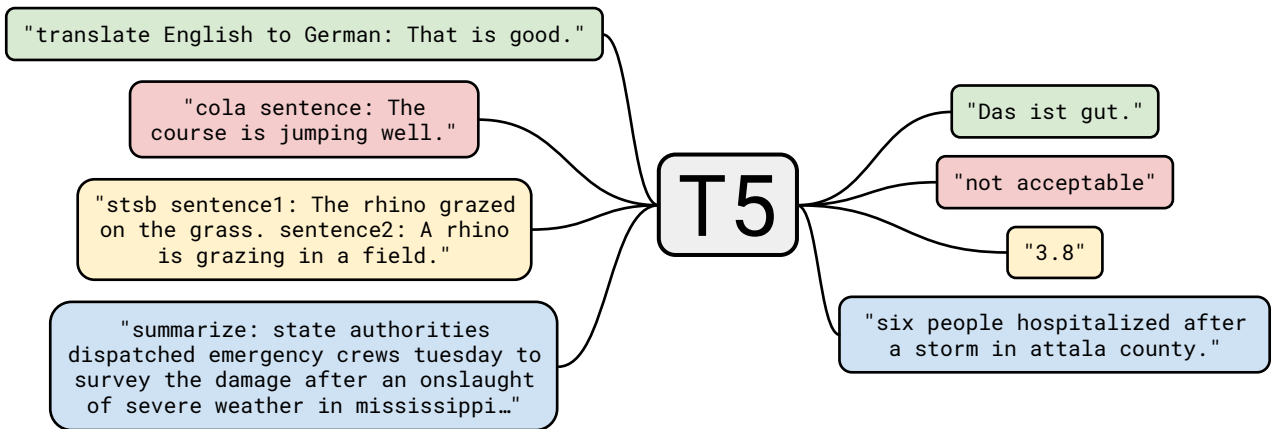 "translate English to German: That is good."
"cola sentence: The
course is jumping well."
"stsb sentence1: The rhino grazed
on the grass. sentence2: A rhino
is grazing in a field."
"summarize: state authorities
dispatched emergency crews tuesday to
survey the damage after an onslaught
of severe weather in mississippi…"
T5
"Das ist gut."
"not acceptable"
"3.8"
"six people hospitalized after
a storm in attala county."